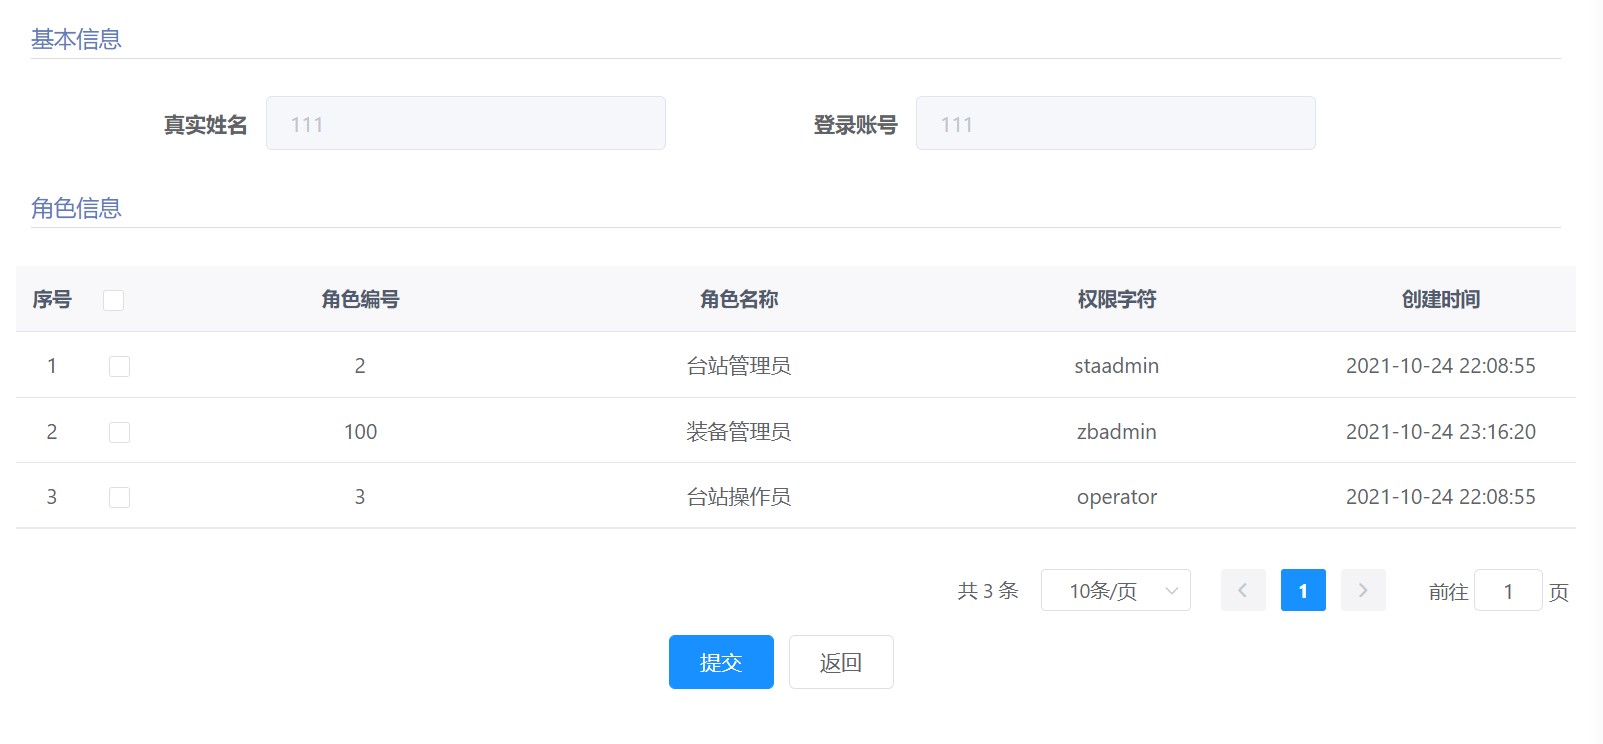 基本信息
真实姓名 111 登录账号 111
角色信息
序号 角色编号 角色名称 权限字符 创建时间
1 2 台站管理员 staadmin 2021-10-24 22:08:55
2 100 装备管理员 zbadmin 2021-10-24 23:16:20
3 3 台站操作员 operator 2021-10-24 22:08:55
共 3 条 10条/页 1 前往 1 页
提交 返回